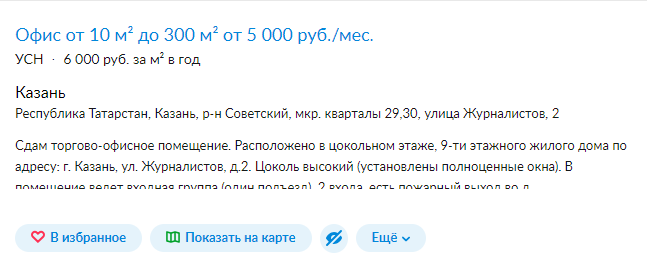 Офис от 10 м² до 300 м² от 5 000 руб./мес.
УСН · 6 000 руб. за м² в год
Казань
Республика Татарстан, Казань, р-н Советский, мкр. кварталы 29,30, улица Журналистов, 2
Сдам торгово-офисное помещение. Расположено в цокольном этаже, 9-ти этажного жилого дома по
адресу: г. Казань, ул. Журналистов, д.2. Цоколь высокий (установлены полноценные окна). В
помещение ведет входная группа (один подъезд), 2 входа, есть пожарный выход во д
В избранное Показать на карте Ещё